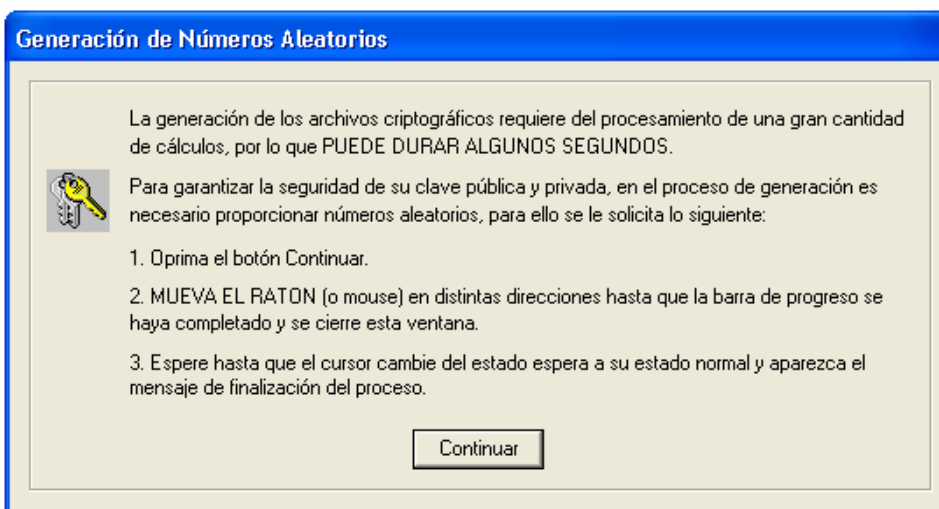 Generación de Números Aleatorios
La generación de los archivos criptográficos requiere del procesamiento de una gran cantidad
de cálculos, por lo que PUEDE DURAR ALGUNOS SEGUNDOS.
Para garantizar la seguridad de su clave pública y privada, en el proceso de generación es
necesario proporcionar números aleatorios, para ello se le solicita lo siguiente:
1. Oprima el botón Continuar.
2. MUEVA EL RATON (o mouse) en distintas direcciones hasta que la barra de progreso se
haya completado y se cierre esta ventana.
3. Espere hasta que el cursor cambie del estado espera a su estado normal y aparezca el
mensaje de finalización del proceso.
Continuar